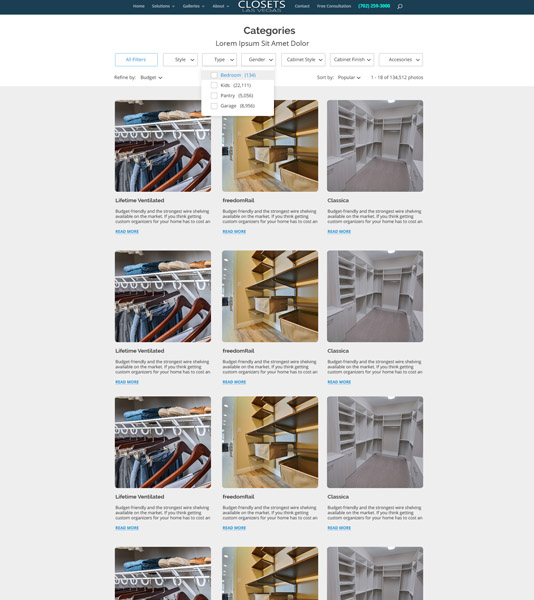 Home Solutions Galleries About CLOSETS LAS VEGAS Contact Free Consultation (702) 259-3000
Categories
Lorem Ipsum Sit Amet Dolor
All Filters Style Type Gender Cabinet Style Cabinet Finish Accesories
Refine by: Budget Sort by: Popular 1 - 18 of 134,512 photos
Bedroom (134)
Kids (22,111)
Pantry (5,056)
Garage (8,956)
Lifetime Ventilated
Budget-friendly and the strongest wire shelving
available on the market. If you think getting
custom organizers for your home has to cost an
READ MORE
freedomRail
Budget-friendly and the strongest wire shelving
available on the market. If you think getting
custom organizers for your home has to cost an
READ MORE
Classica
Budget-friendly and the strongest wire shelving
available on the market. If you think getting
custom organizers for your home has to cost an
READ MORE
Lifetime Ventilated
Budget-friendly and the strongest wire shelving
available on the market. If you think getting
custom organizers for your home has to cost an
READ MORE
freedomRail
Budget-friendly and the strongest wire shelving
available on the market. If you think getting
custom organizers for your home has to cost an
READ MORE
Classica
Budget-friendly and the strongest wire shelving
available on the market. If you think getting
custom organizers for your home has to cost an
READ MORE
Lifetime Ventilated
Budget-friendly and the strongest wire shelving
available on the market. If you think getting
custom organizers for your home has to cost an
READ MORE
freedomRail
Budget-friendly and the strongest wire shelving
available on the market. If you think getting
custom organizers for your home has to cost an
READ MORE
Classica
Budget-friendly and the strongest wire shelving
available on the market. If you think getting
custom organizers for your home has to cost an
READ MORE